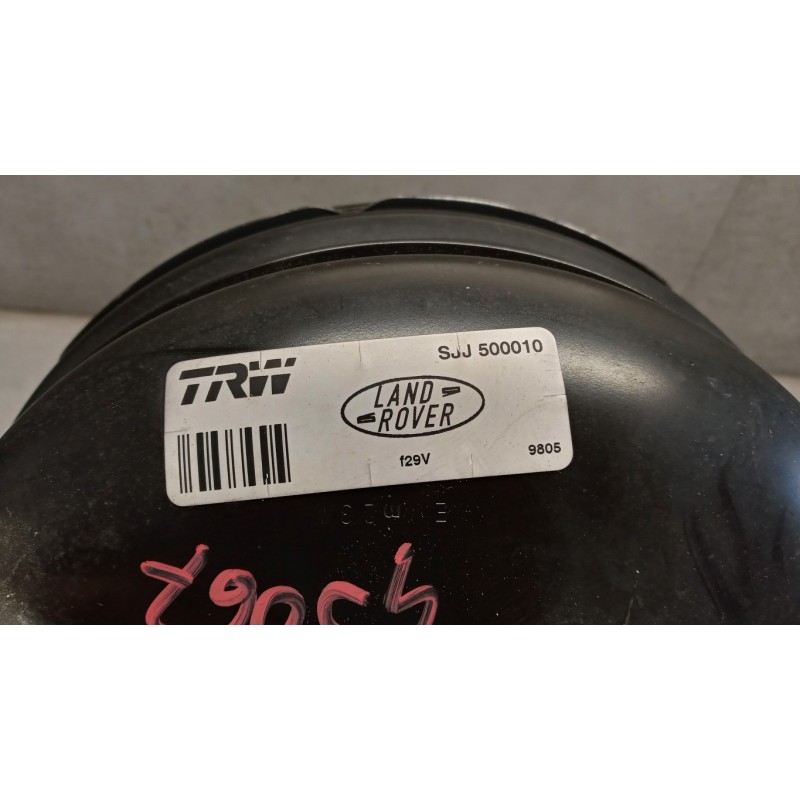 SJJ 500010
TRW
LAND
ROVER
f29V
9805